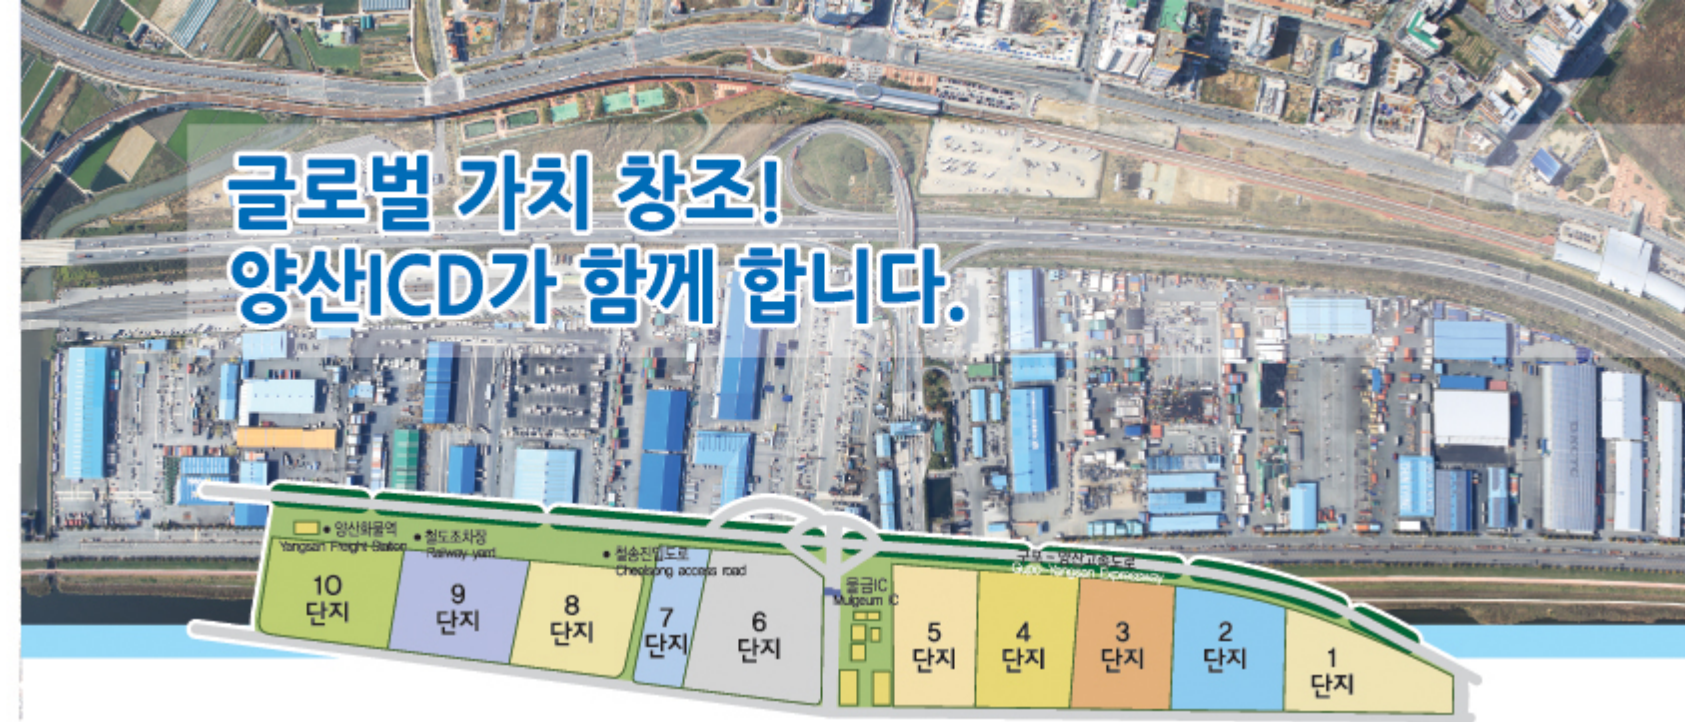 글로벌 가치 창조!
양산ICD가 함께 합니다.
양산화물역
Yangsan Freight Station
철도조차장
Railway yard
철송진입도로
Cheolsong access road
물금IC
Mulgeum IC
구포-양산고속도로
Gupo-Yangsan Expressway
10
단지
9
단지
8
단지
7
단지
6
단지
5
단지
4
단지
3
단지
2
단지
1
단지